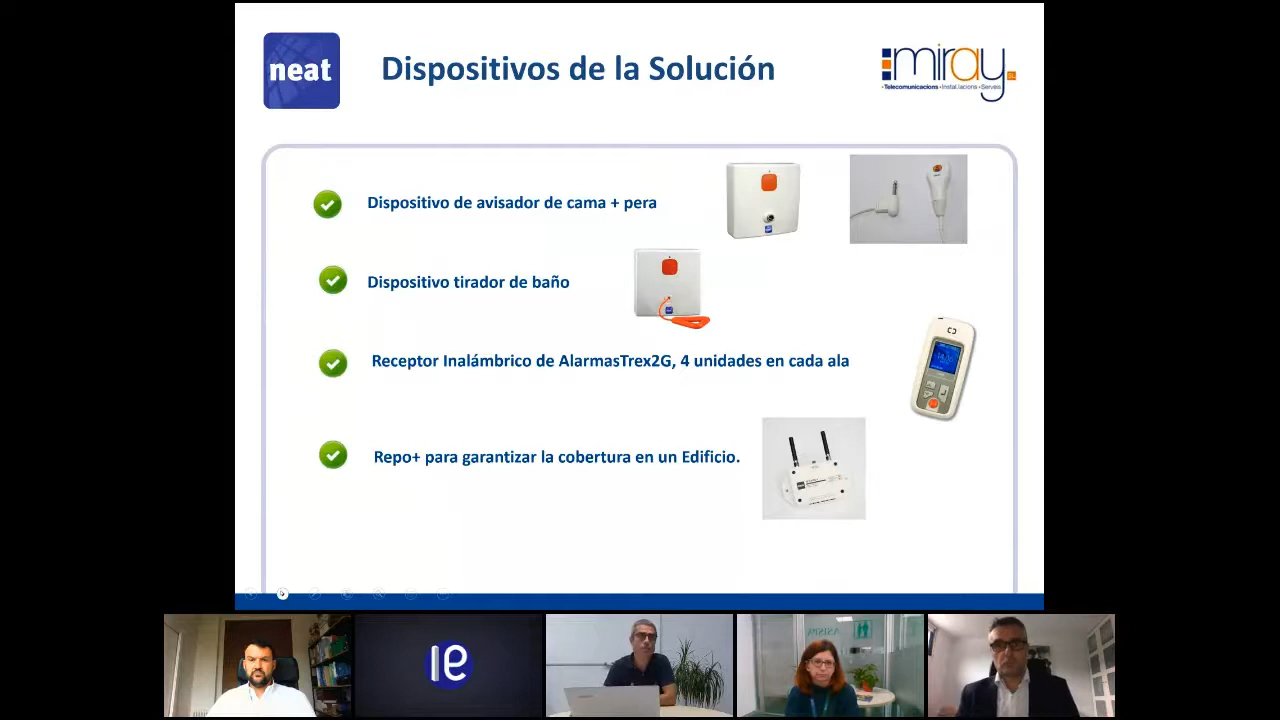 neat
Dispositivos de la Solución
miray
Telecomunicacions · Instal.lacions · Serveis
Dispositivo de avisador de cama + pera
Dispositivo tirador de baño
Receptor Inalámbrico de AlarmasTrex2G, 4 unidades en cada ala
Repo+ para garantizar la cobertura en un Edificio.
ie